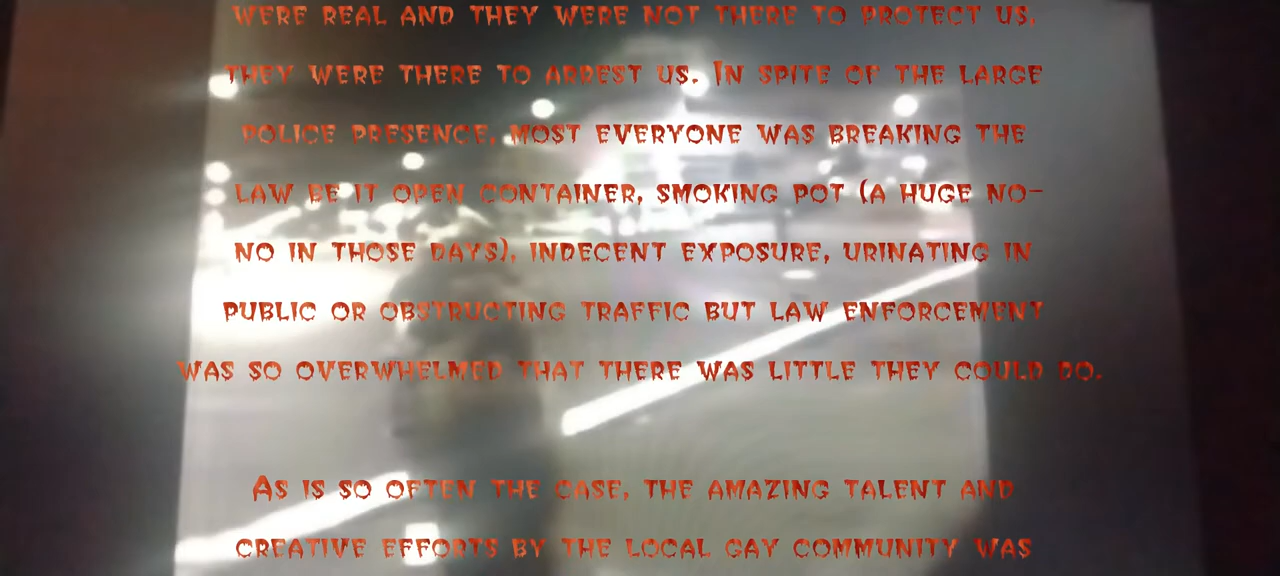 WERE REAL AND THEY WERE NOT THERE TO PROTECT US,
THEY WERE THERE TO ARREST US. IN SPITE OF THE LARGE
POLICE PRESENCE, MOST EVERYONE WAS BREAKING THE
LAW BE IT OPEN CONTAINER, SMOKING POT (A HUGE NO-
NO IN THOSE DAYS), INDECENT EXPOSURE, URINATING IN
PUBLIC OR OBSTRUCTING TRAFFIC BUT LAW ENFORCEMENT
WAS SO OVERWHELMED THAT THERE WAS LITTLE THEY COULD DO.
AS IS SO OFTEN THE CASE, THE AMAZING TALENT AND
CREATIVE EFFORTS BY THE LOCAL GAY COMMUNITY WAS